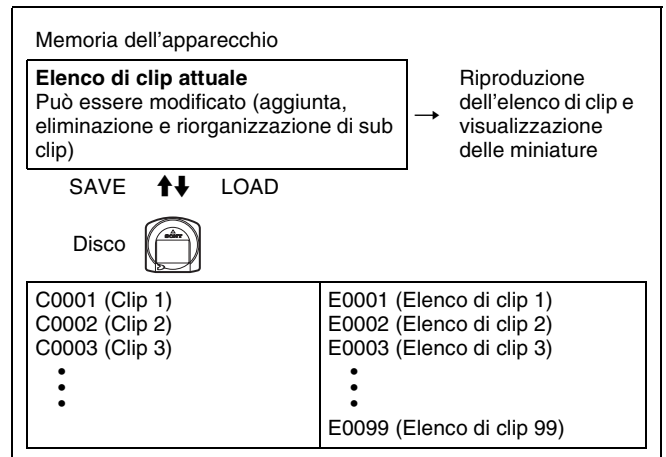 Memoria dell'apparecchio
Elenco di clip attuale
Può essere modificato (aggiunta,
eliminazione e riorganizzazione di sub
clip)
→
Riproduzione
dell'elenco di clip e
visualizzazione
delle miniature
SAVE
LOAD
Disco
SONY
C0001 (Clip 1)
C0002 (Clip 2)
C0003 (Clip 3)
•
•
•
E0001 (Elenco di clip 1)
E0002 (Elenco di clip 2)
E0003 (Elenco di clip 3)
•
•
•
E0099 (Elenco di clip 99)